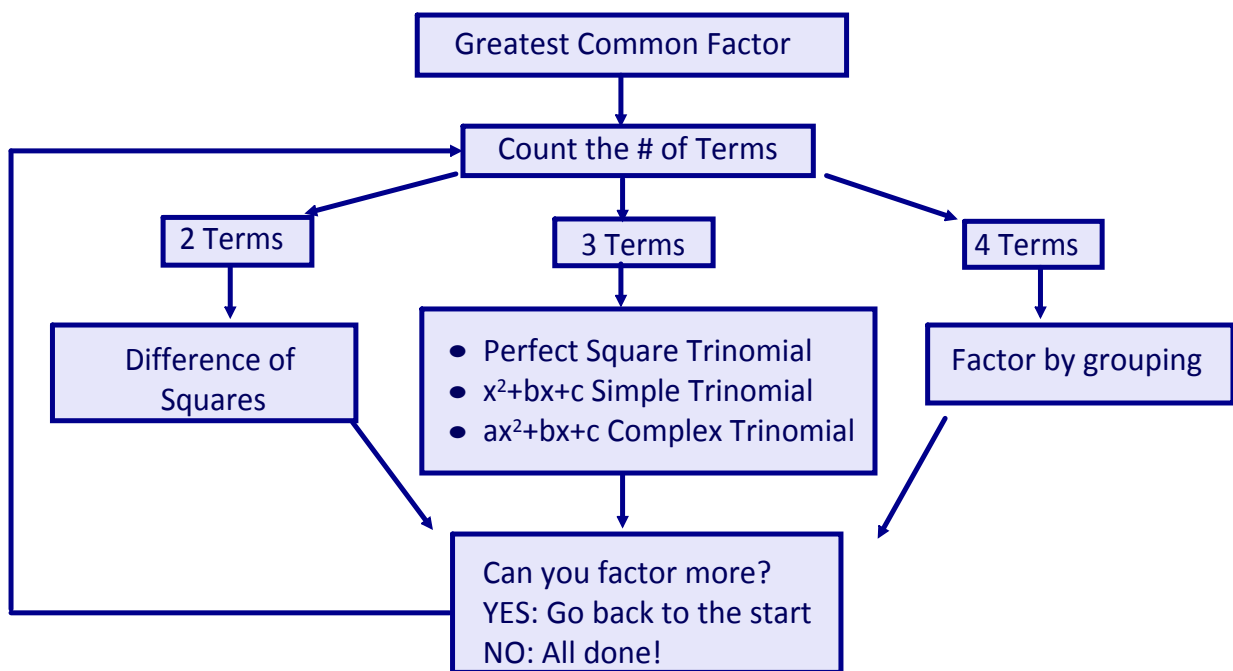 Greatest Common Factor
Count the # of Terms
2 Terms
3 Terms
4 Terms
Difference of
Squares
• Perfect Square Trinomial
• x²+bx+c Simple Trinomial
• ax²+bx+c Complex Trinomial
Factor by grouping
Can you factor more?
YES: Go back to the start
NO: All done!